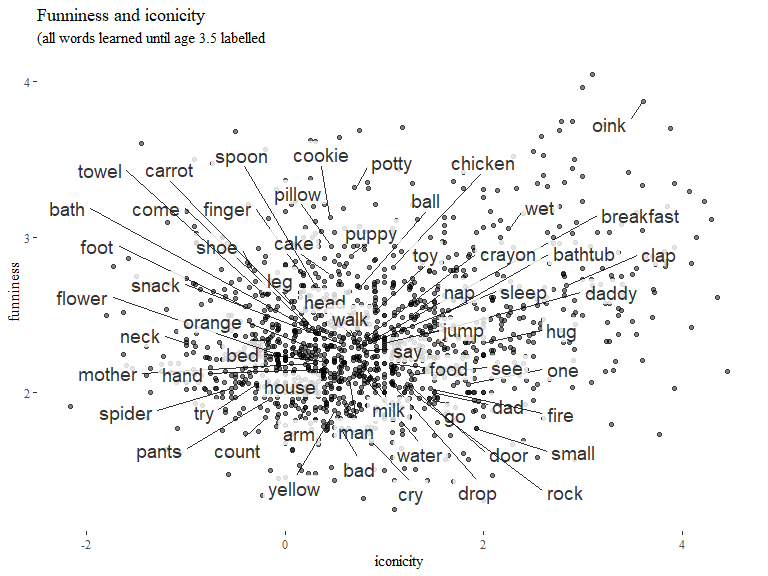 Funniness and iconicity
(all words learned until age 3.5 labelled
4
oink
spoon
cookie
towel
carrot
potty
chicken
pillow
ball
bath
come
finger
wet
breakfast
3
foot
shoe
cake
puppy
toy
crayon
bathtub
clap
snack
leg
flower
head
nap
sleep
daddy
neck
orange
walk
jump
hug
bed
say
mother
hand
food
see
one
2
house
spider
try
milk
go
dad
fire
pants
count
arm
man
water
door
small
bad
yellow
cry
drop
rock
funniness
-2
0
2
4
iconicity